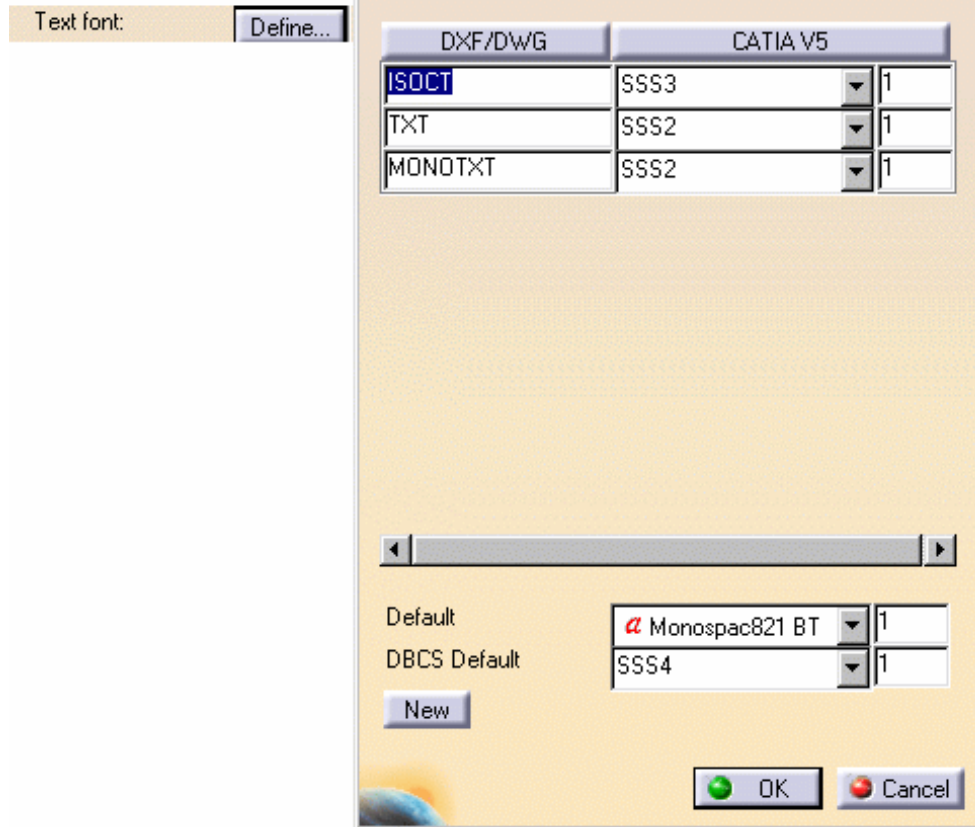 Text font: Define...
DXF/DWG CATIA V5
ISOCT SSS3 1
TXT SSS2 1
MONOTXT SSS2 1
Default a Monospac821 BT 1
DBCS Default SSS4 1
New
OK Cancel